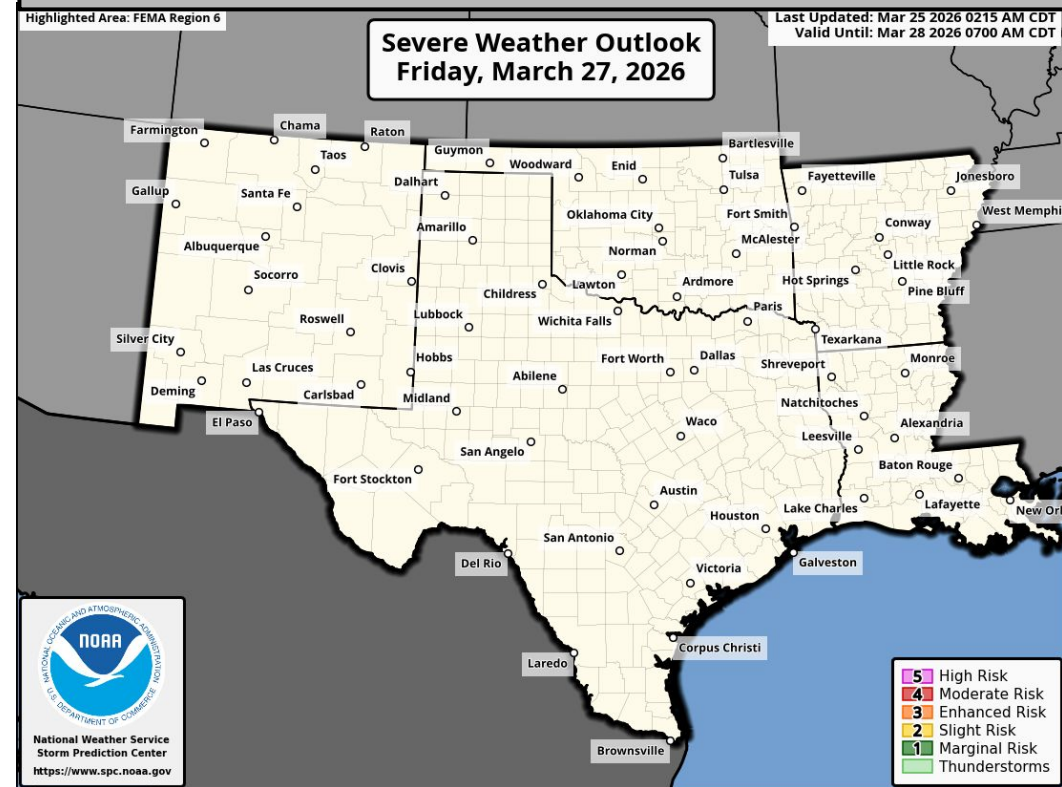 Highlighted Area: FEMA Region 6
Last Updated: Mar 25 2026 0215 AM CDT
Valid Until: Mar 28 2026 0700 AM CDT
Severe Weather Outlook
Friday, March 27, 2026
Farmington
Chama
Raton
Taos
Guymon
Woodward
Enid
Bartlesville
Tulsa
Fayetteville
Jonesboro
Gallup
Santa Fe
Dalhart
Amarillo
Oklahoma City
Fort Smith
West Memphi
Conway
Albuquerque
Norman
McAlester
Socorro
Clovis
Childress
Lawton
Ardmore
Hot Springs
Little Rock
Pine Bluff
Roswell
Lubbock
Wichita Falls
Paris
Texarkana
Silver City
Las Cruces
Hobbs
Fort Worth
Dallas
Shreveport
Monroe
Deming
Carlsbad
Midland
Abilene
Natchitoches
El Paso
Waco
Leesville
Alexandria
San Angelo
Fort Stockton
Baton Rouge
Austin
Houston
Lake Charles
Lafayette
New Orl
San Antonio
Del Rio
Galveston
Victoria
Laredo
Corpus Christi
Brownsville
NATIONAL OCEANIC AND ATMOSPHERIC ADMINISTRATION
NOAA
U.S. DEPARTMENT OF COMMERCE
National Weather Service
Storm Prediction Center
https://www.spc.noaa.gov
5 High Risk
4 Moderate Risk
3 Enhanced Risk
2 Slight Risk
1 Marginal Risk
Thunderstorms